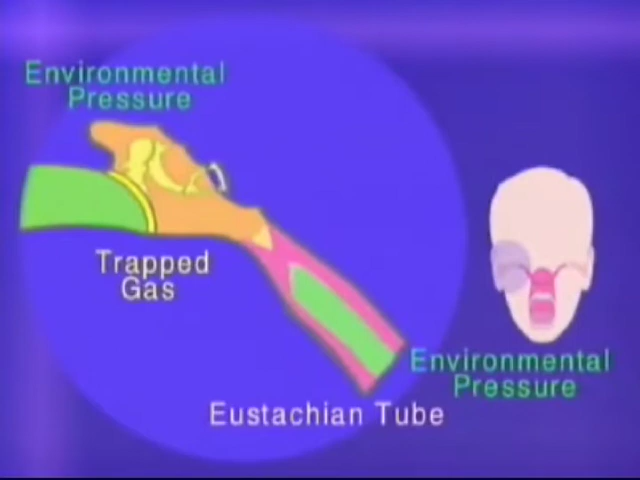 Environmental
Pressure
Trapped
Gas
Environmental
Pressure
Eustachian Tube